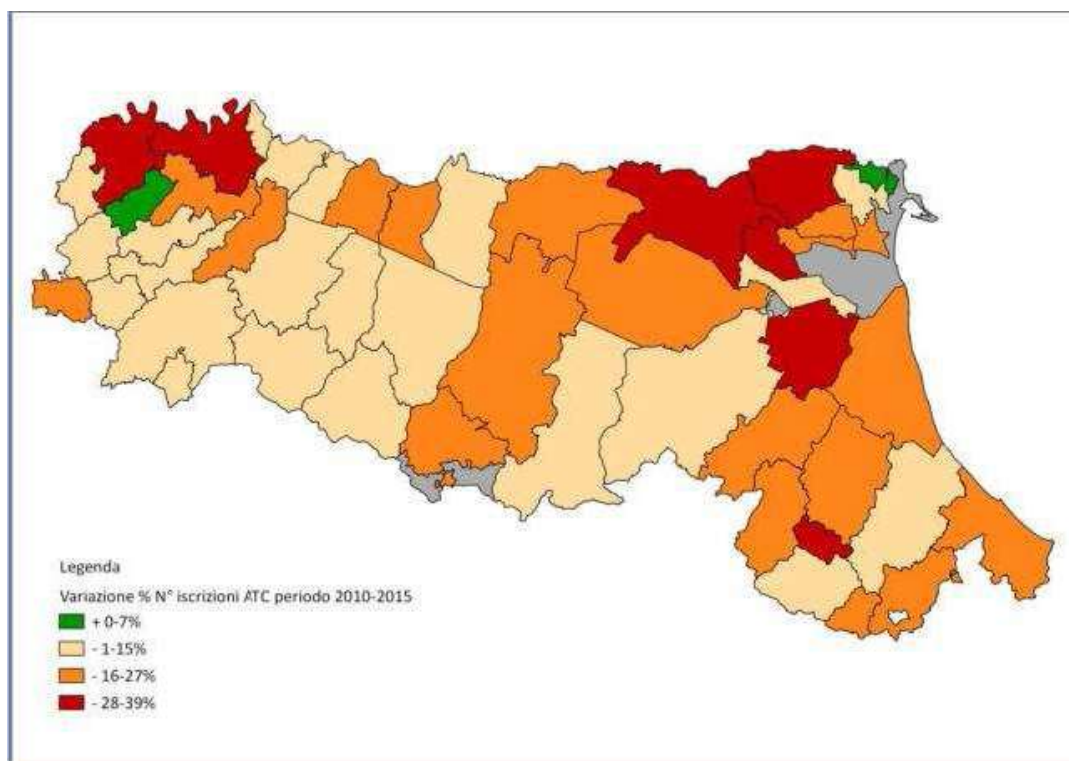 Legenda
Variazione % N° iscrizioni ATC periodo 2010-2015
+ 0-7%
- 1-15%
- 16-27%
- 28-39%